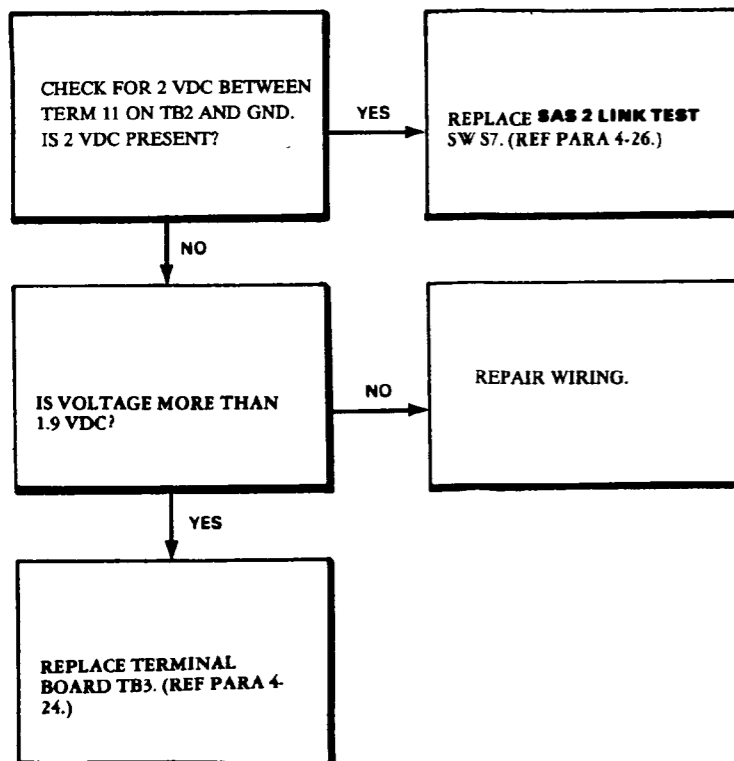 CHECK FOR 2 VDC BETWEEN
TERM 11 ON TB2 AND GND.
IS 2 VDC PRESENT?
YES
REPLACE SAS 2 LINK TEST
SW S7. (REF PARA 4-26.)
NO
IS VOLTAGE MORE THAN
1.9 VDC?
NO
REPAIR WIRING.
YES
REPLACE TERMINAL
BOARD TB3. (REF PARA 4-
24.)